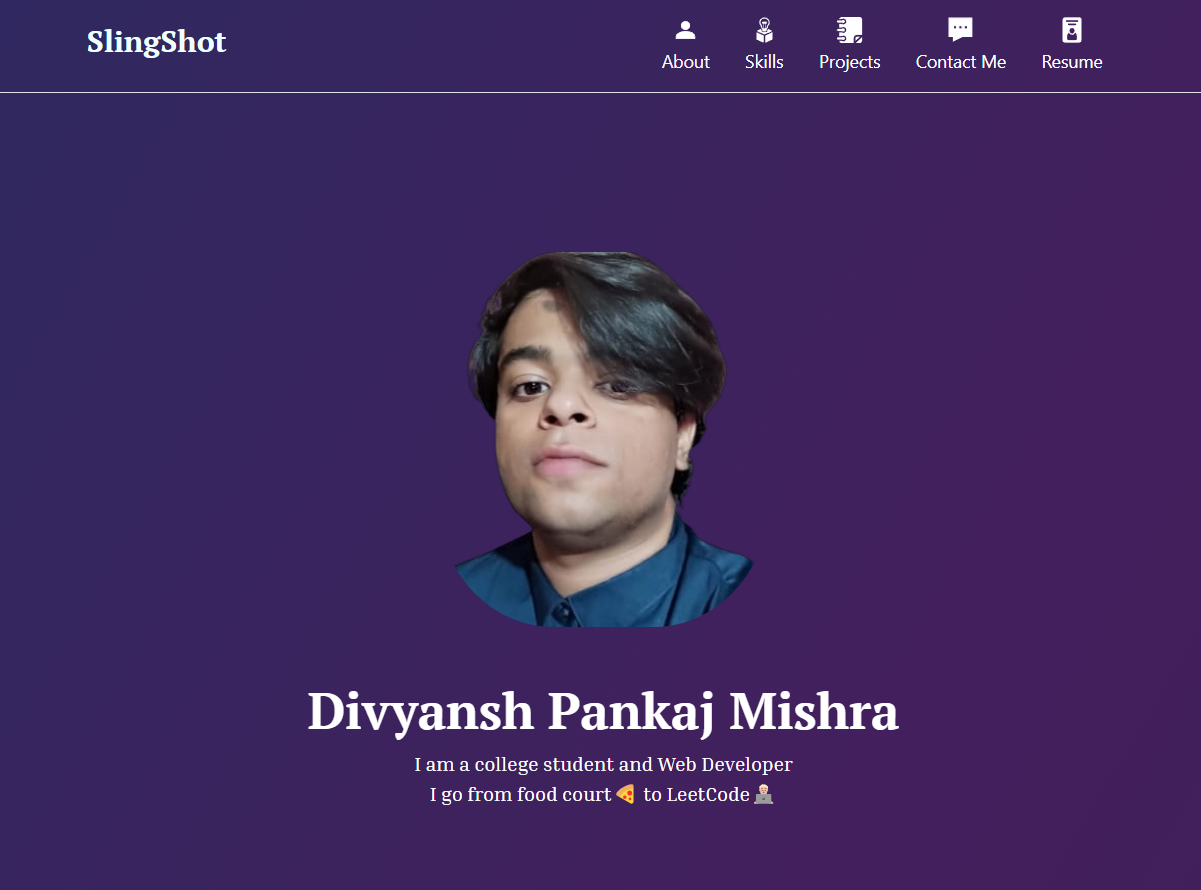 SlingShot
About
Skills
Projects
Contact Me
Resume
Divyansh Pankaj Mishra
I am a college student and Web Developer
I go from food court 🍕 to LeetCode 👨🏻‍💻